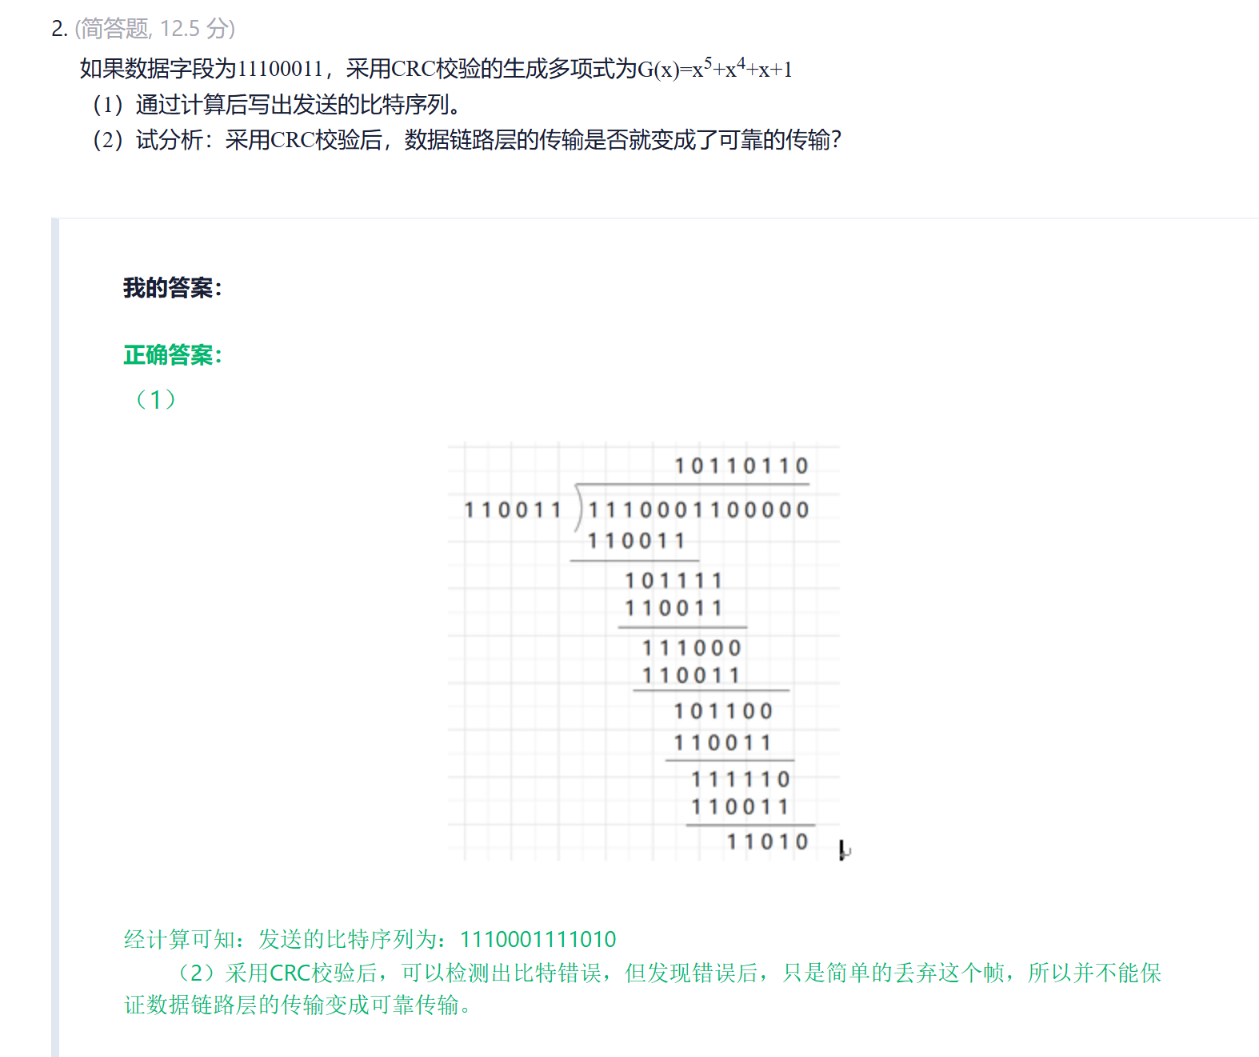 2. (简答题, 12.5 分)
如果数据字段为11100011，采用CRC校验的生成多项式为G(x)=x⁵+x⁴+x+1
（1）通过计算后写出发送的比特序列。
（2）试分析：采用CRC校验后，数据链路层的传输是否就变成了可靠的传输？
我的答案：
正确答案：
（1）
10110110
110011 1110001100000
110011
101111
110011
111000
110011
101100
110011
111110
110011
11010
经计算可知：发送的比特序列为：1110001111010
（2）采用CRC校验后，可以检测出比特错误，但发现错误后，只是简单的丢弃这个帧，所以并不能保
证数据链路层的传输变成可靠传输。